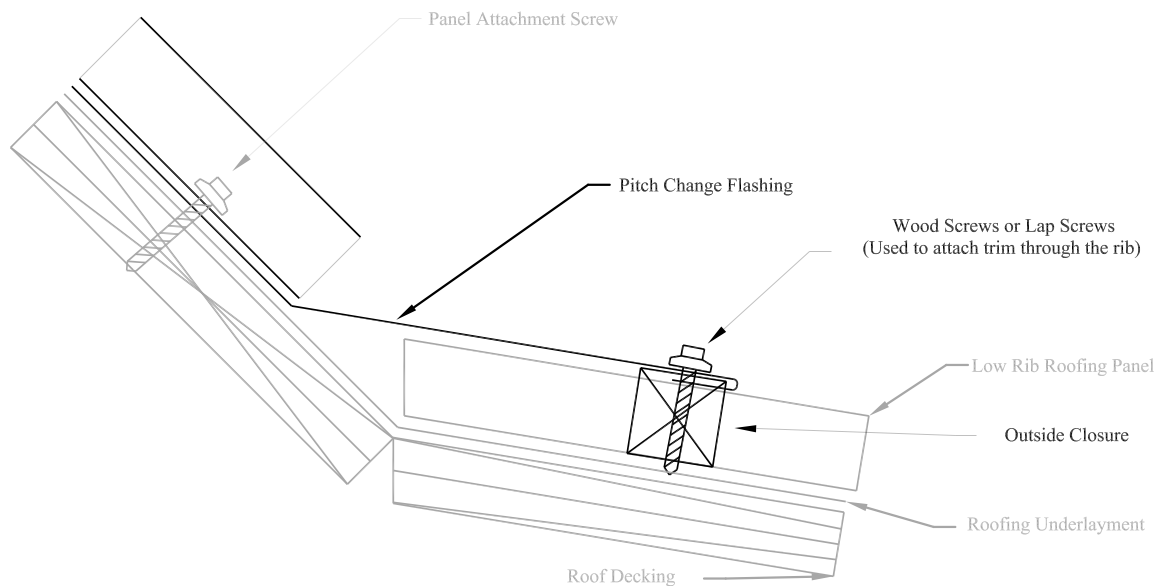 Panel Attachment Screw
Pitch Change Flashing
Wood Screws or Lap Screws
(Used to attach trim through the rib)
Low Rib Roofing Panel
Outside Closure
Roofing Underlayment
Roof Decking